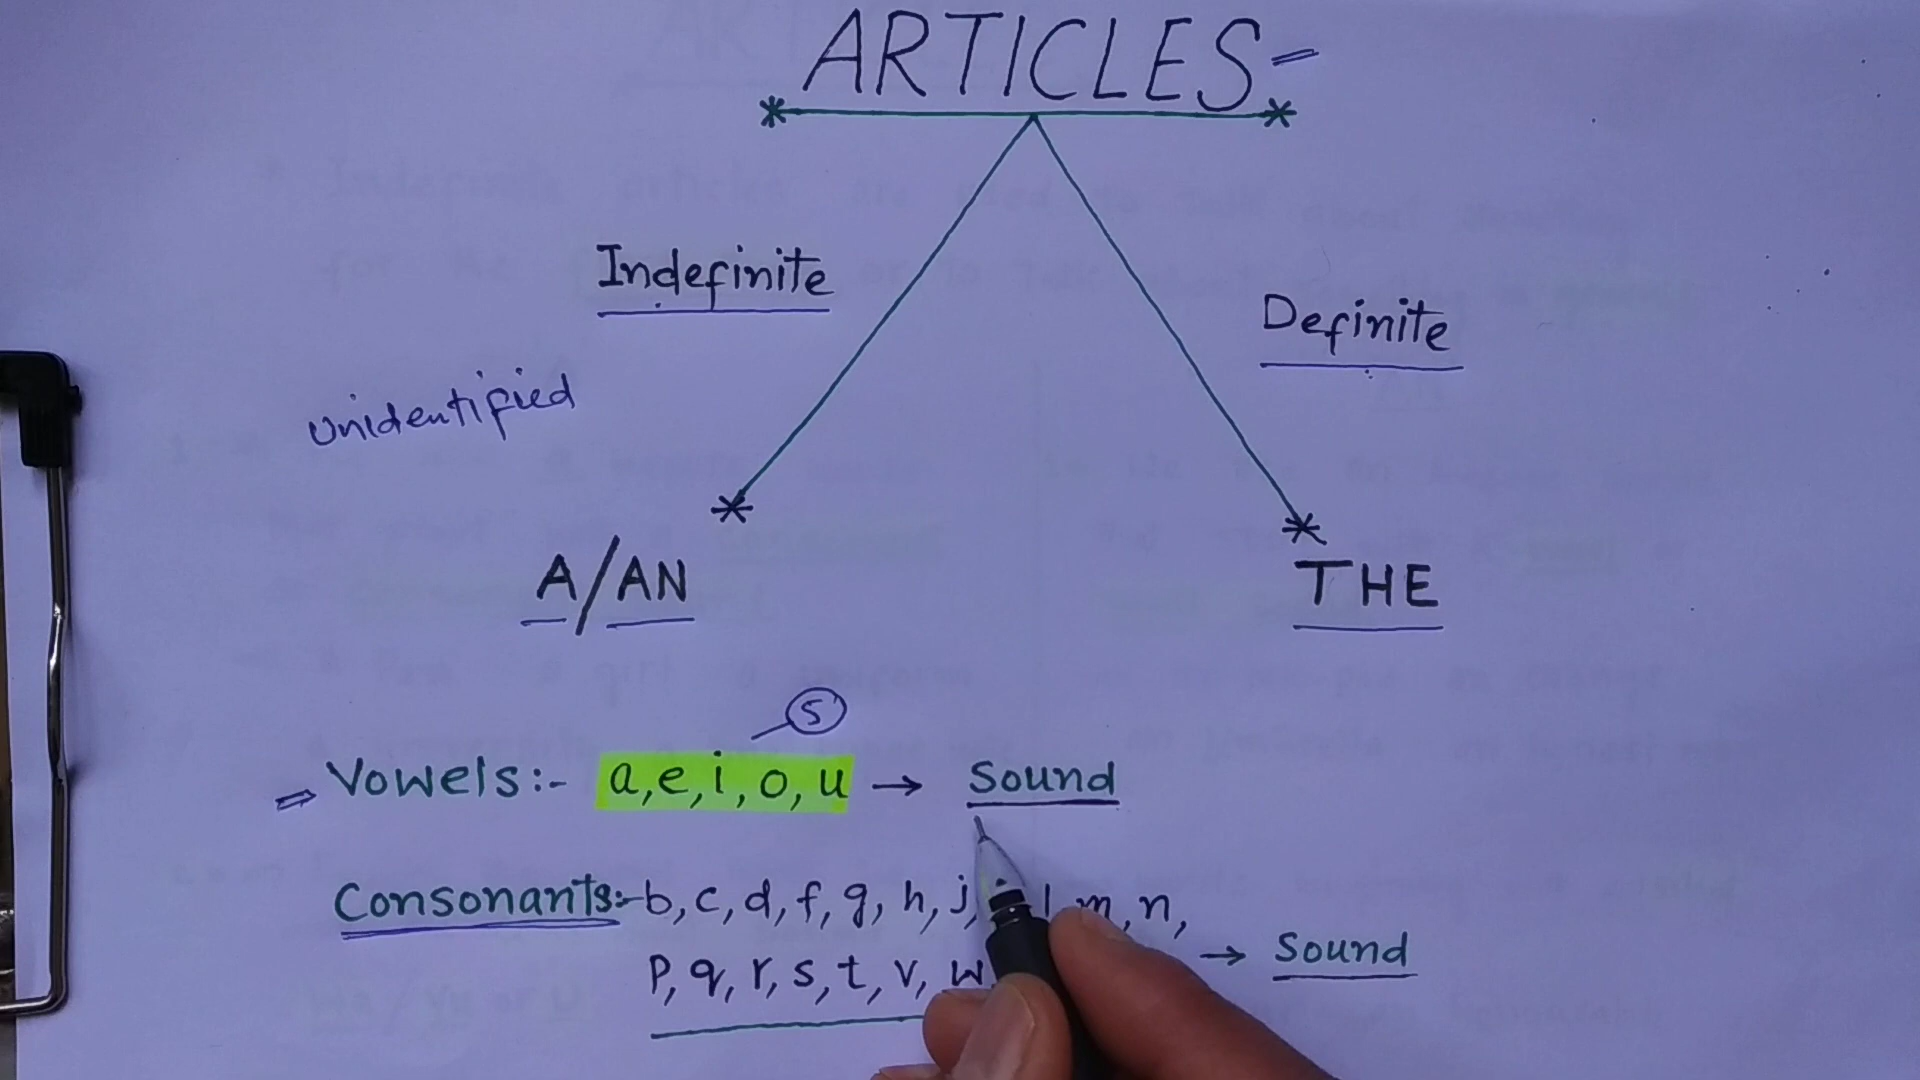 ARTICLES
Indefinite
Definite
unidentified
A/AN
THE
5
Vowels:- a,e,i,o,u → Sound
Consonants:- b,c,d,f,g,h,j, l,m,n,
p,q,r,s,t,v,w → Sound